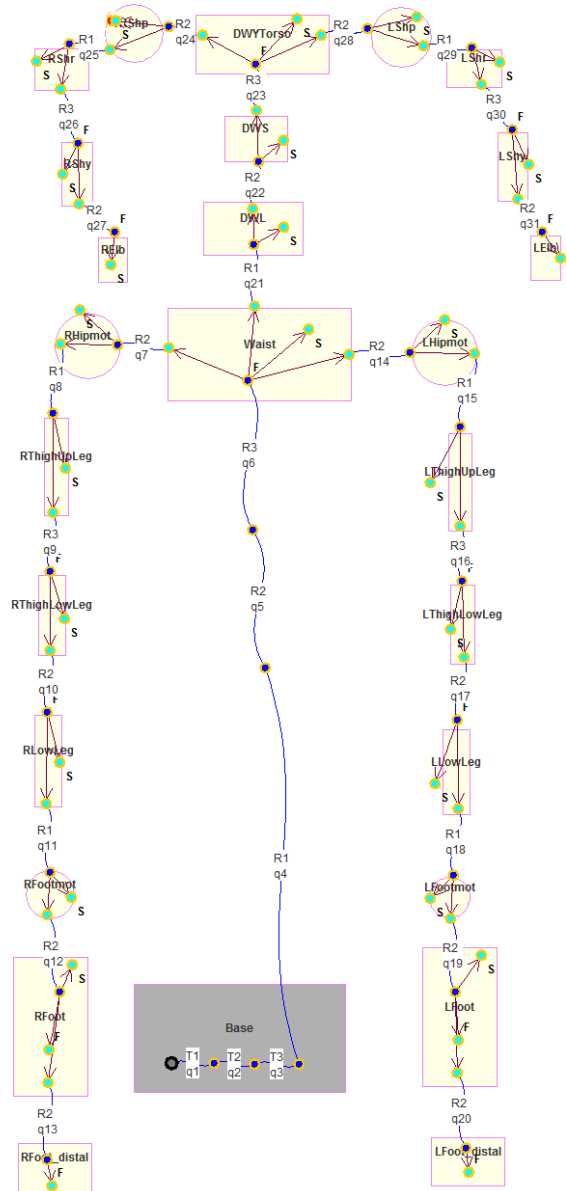 RShp
S
R2
q24
DWYTorso
F
S
R2
q28
LShp
S
R1
q25
RShr
S
R1
q29
LShr
S
R3
q26
F
RShy
S
R3
q23
DWS
S
R3
q30
F
LShy
S
R2
q27
F
RElb
S
R2
q22
DWL
S
R2
q31
F
LElb
R1
q21
S
RHipmot
R2
q7
Waist
S
F
R2
q14
LHipmot
S
R1
q8
R1
q15
RThighUpLeg
S
R3
q6
LThighUpLeg
S
R3
q9
F
R3
q16
F
RThighLowLeg
S
R2
q5
LThighLowLeg
S
R2
q10
F
R2
q17
F
RLowLeg
S
LLowLeg
S
R1
q11
R1
q4
R1
q18
RFootmot
S
LFootmot
S
R2
q12
S
R2
q19
S
RFoot
F
Base
T1
q1
T2
q2
T3
q3
LFoot
F
R2
q13
R2
q20
RFoot_distal
F
LFoot_distal
F